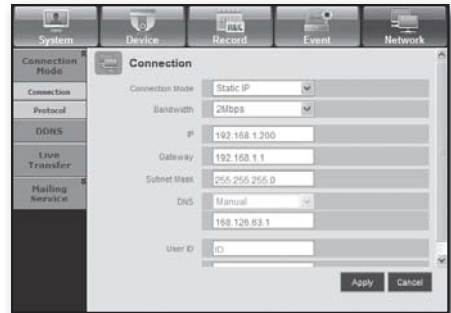 System Device Record Event Network
Connection Mode
Connection
Protocol
DDNS
Live Transfer
Mailing Service
Connection
Connection Mode Static IP
Bandwidth 2Mbps
IP 192.168.1.200
Gateway 192.168.1.1
Subnet Mask 255.255.255.0
DNS Manual
168.126.63.1
User ID ID
Apply Cancel